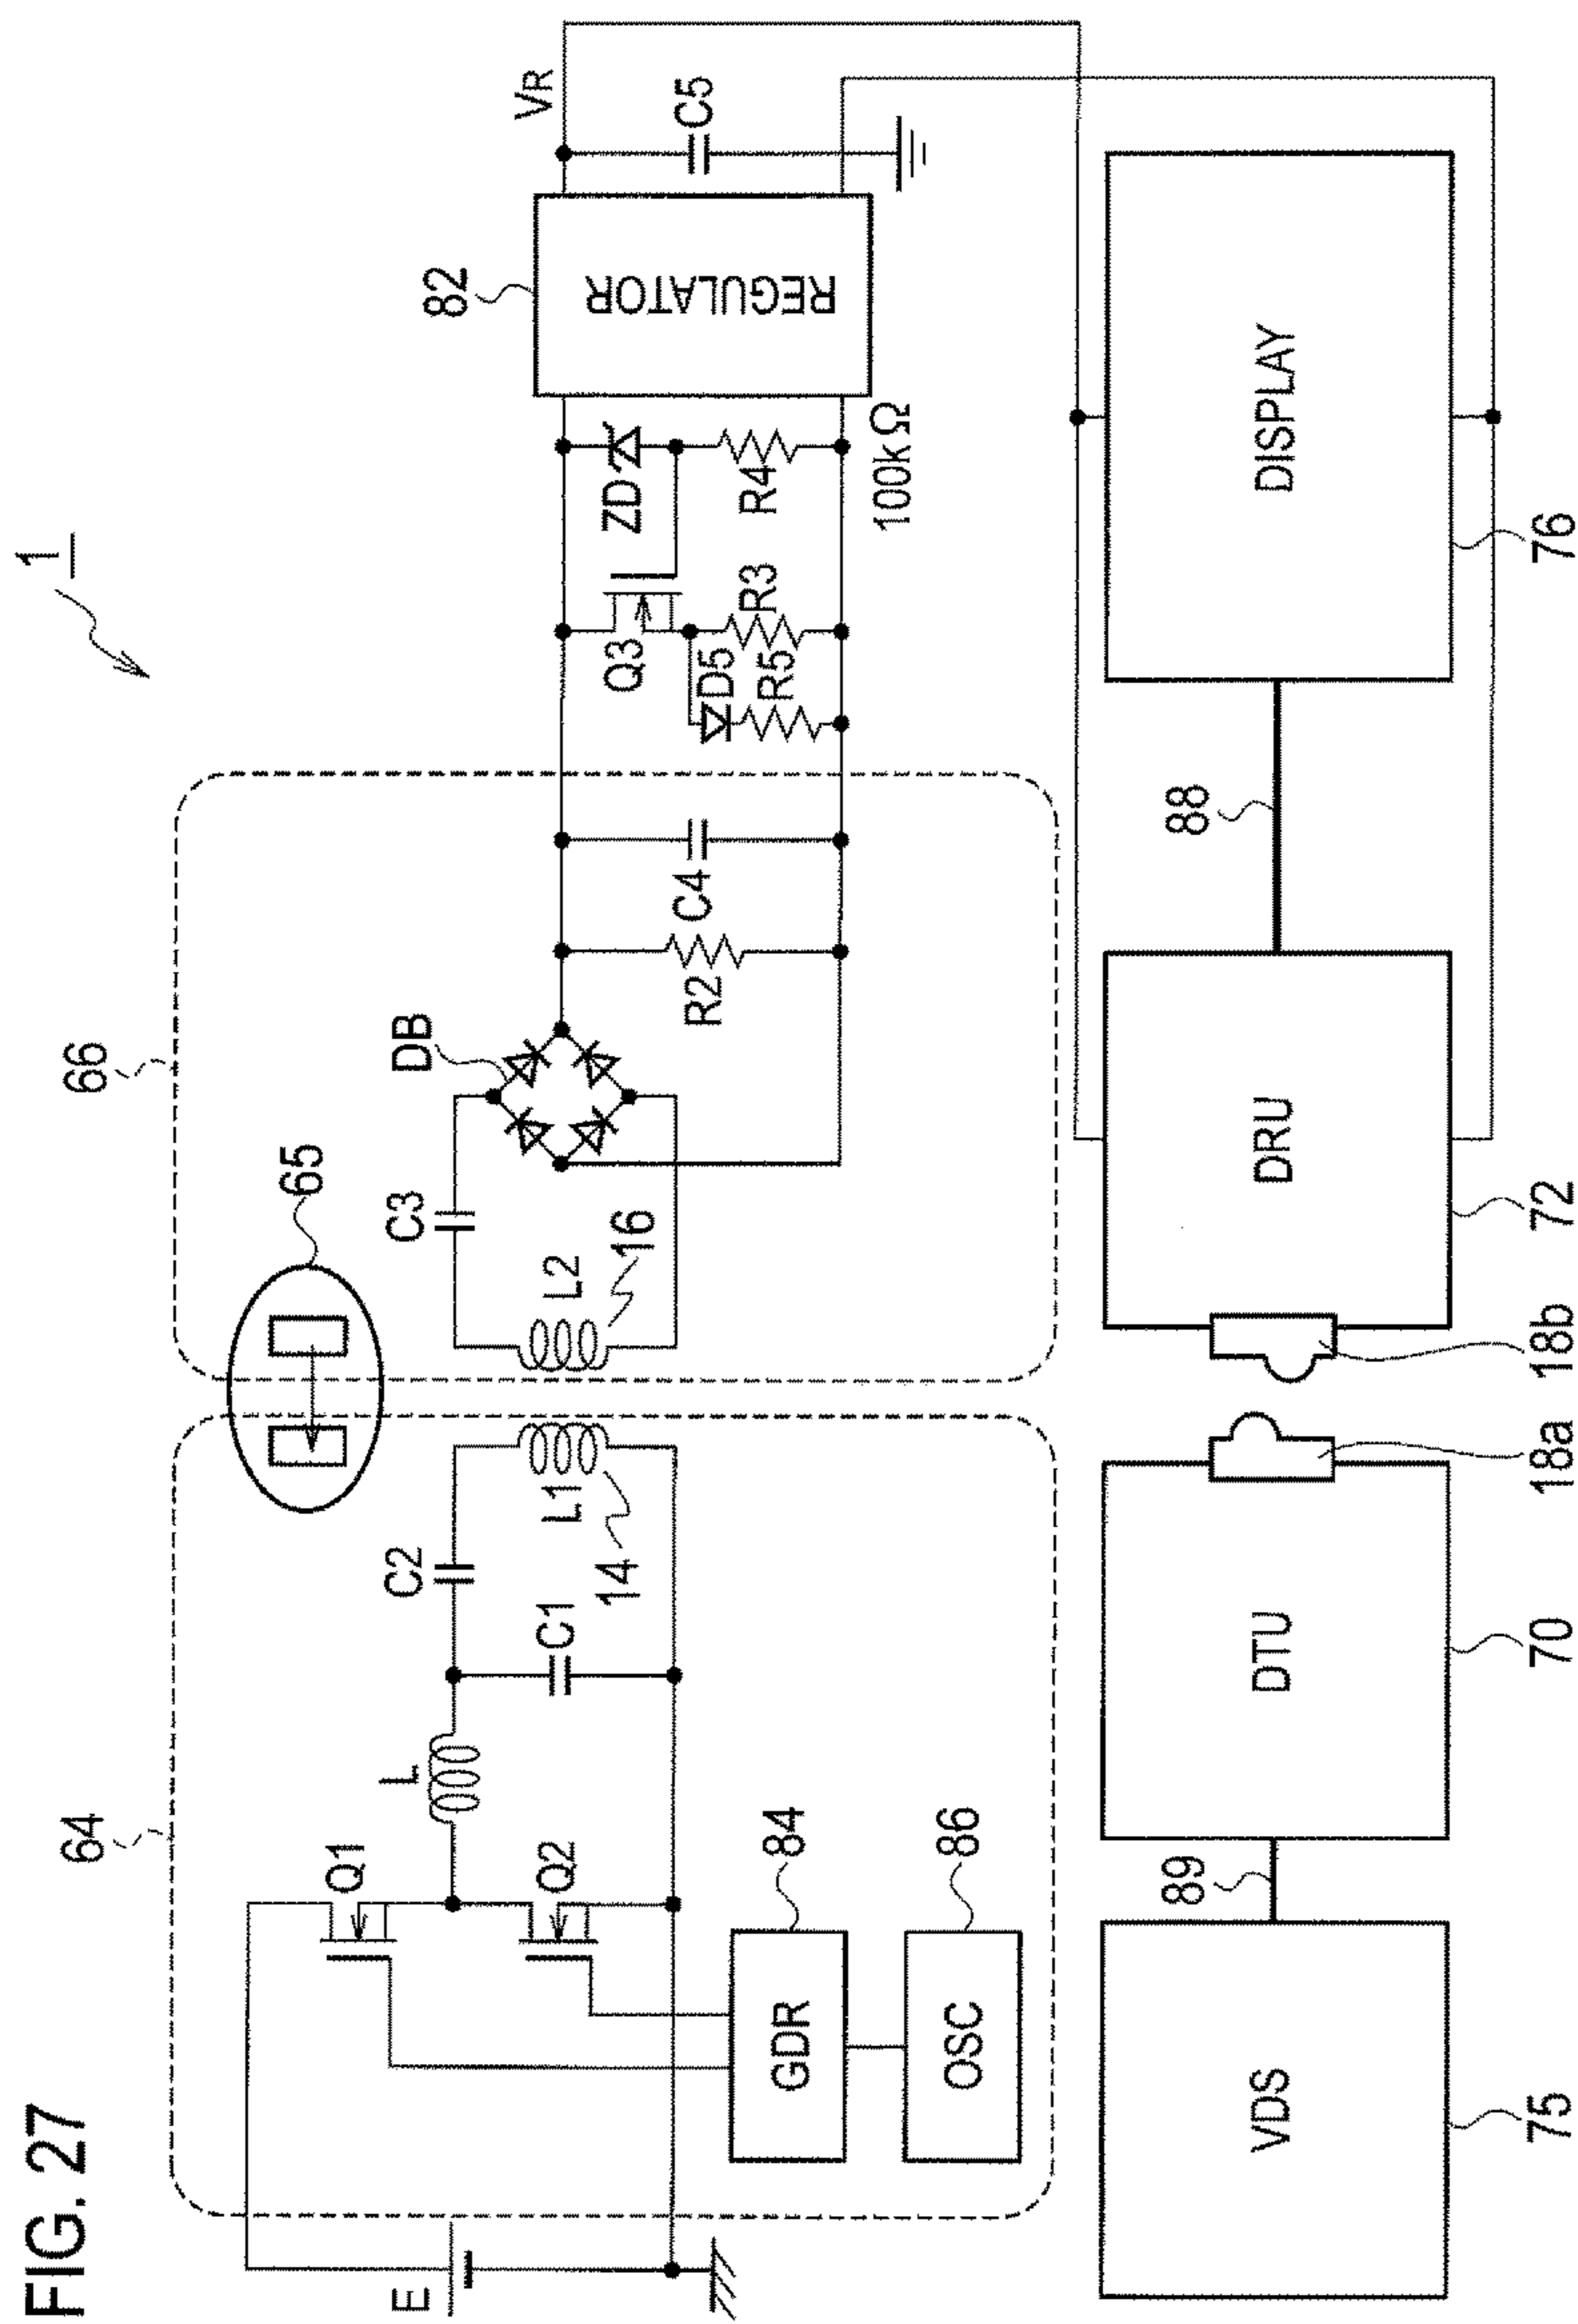 FIG. 27
1
64
65
66
E
Q1
Q2
L
C1
C2
L1
14
GDR
84
OSC
86
L2
16
C3
DB
R2
C4
Q3
D5
R5
R3
ZD
R4
100k Ω
82
REGULATOR
VR
C5
VDS
75
89
DTU
70
18a
18b
DRU
72
88
DISPLAY
76